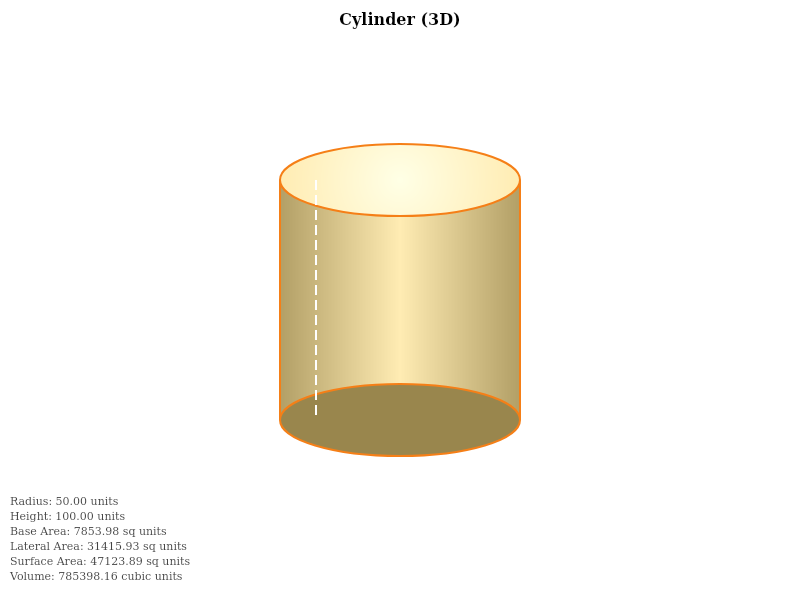 Cylinder (3D)
Radius: 50.00 units
Height: 100.00 units
Base Area: 7853.98 sq units
Lateral Area: 31415.93 sq units
Surface Area: 47123.89 sq units
Volume: 785398.16 cubic units